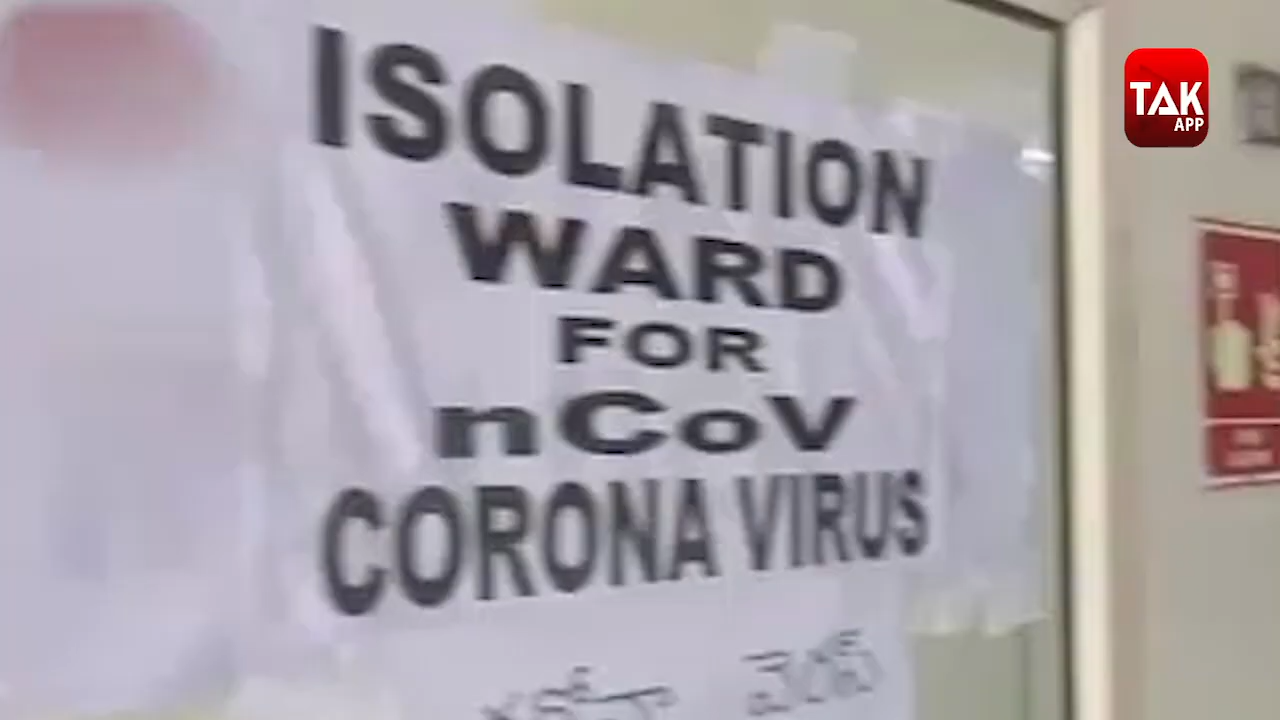 ISOLATION
WARD
FOR
nCoV
CORONA VIRUS
TAK
APP